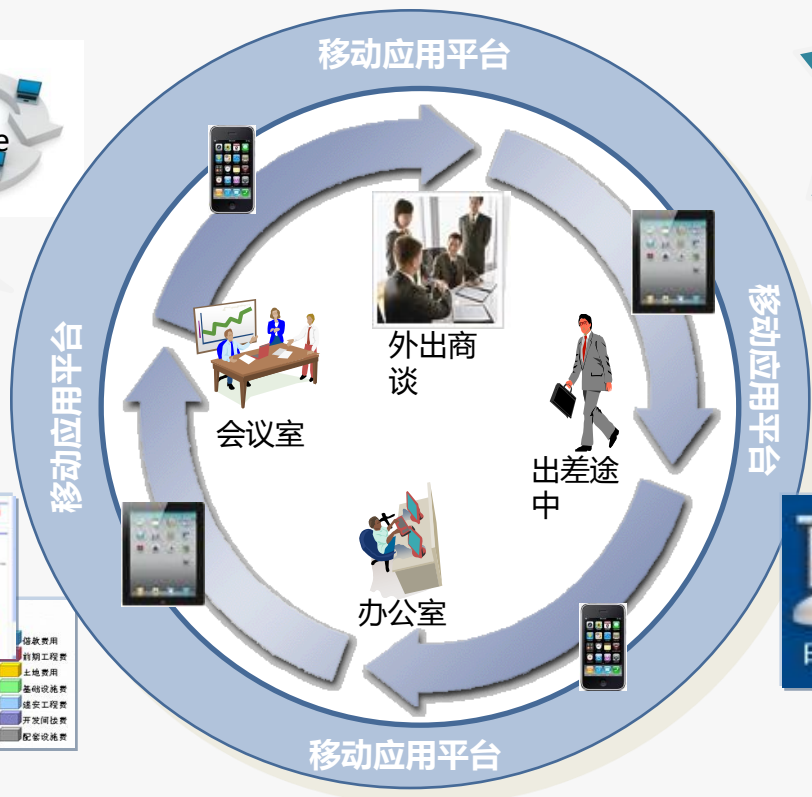 移动应用平台
e
外出商
谈
移动应用平台
移动应用平台
会议室
出差途
中
办公室
借款费用
前期工程费
土地费用
基础设施费
建安工程费
开发间接费
配套设施费
移动应用平台